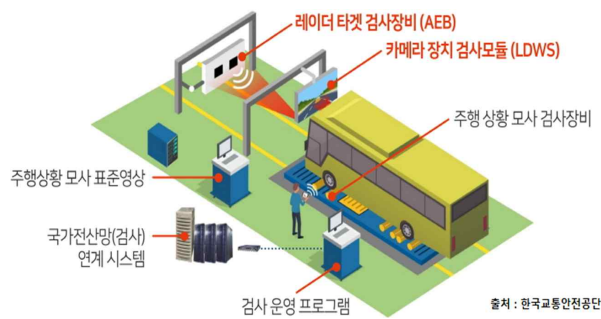 레이더 타겟 검사장비 (AEB)
카메라 장치 검사모듈 (LDWS)
주행 상황 모사 검사장비
주행상황 모사 표준영상
국가전산망(검사)
연계 시스템
검사 운영 프로그램
출처 : 한국교통안전공단